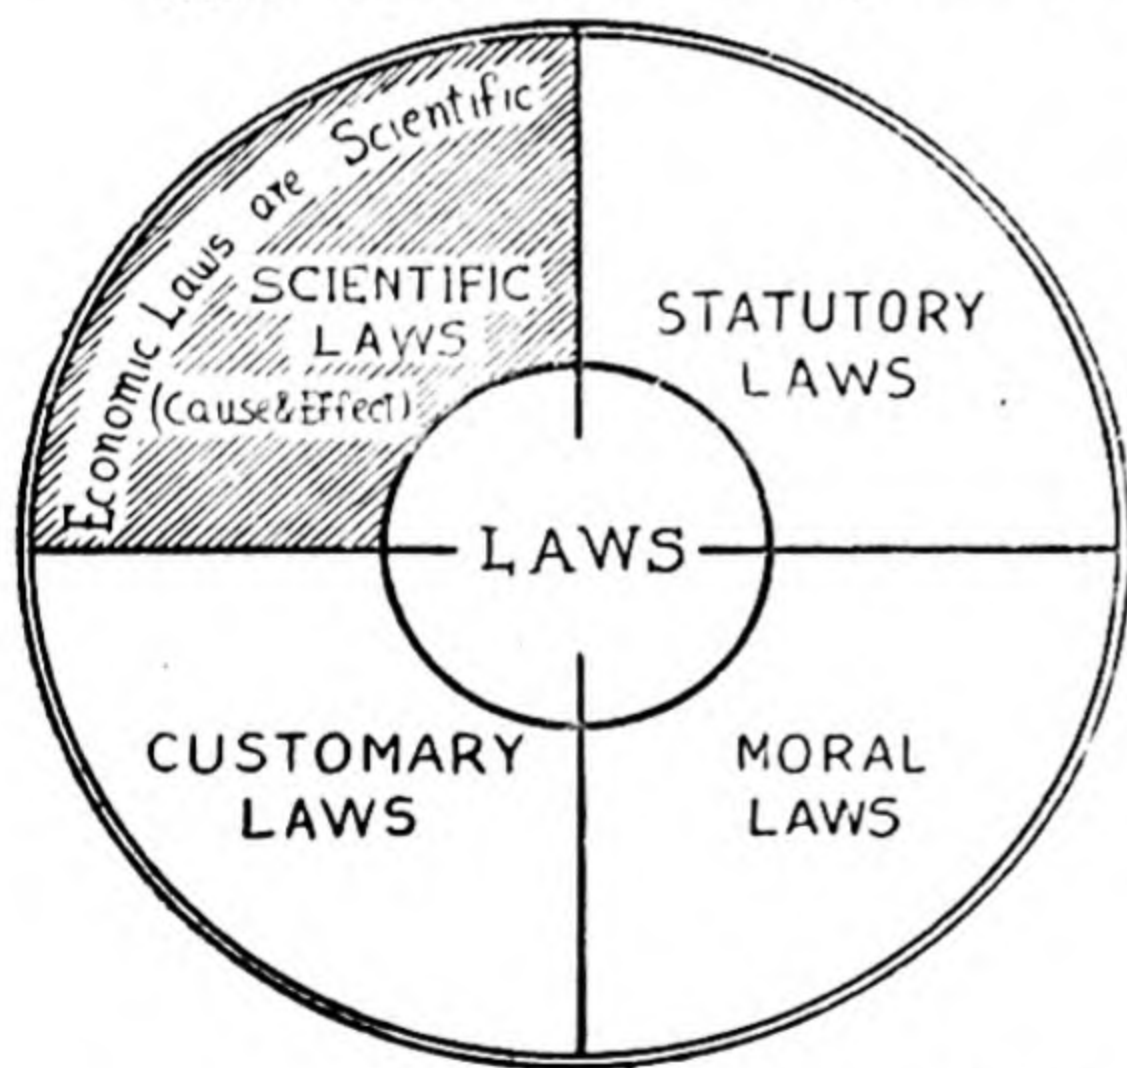 Economic Laws are Scientific
SCIENTIFIC
LAWS
(Cause & Effect)
STATUTORY
LAWS
LAWS
CUSTOMARY
LAWS
MORAL
LAWS